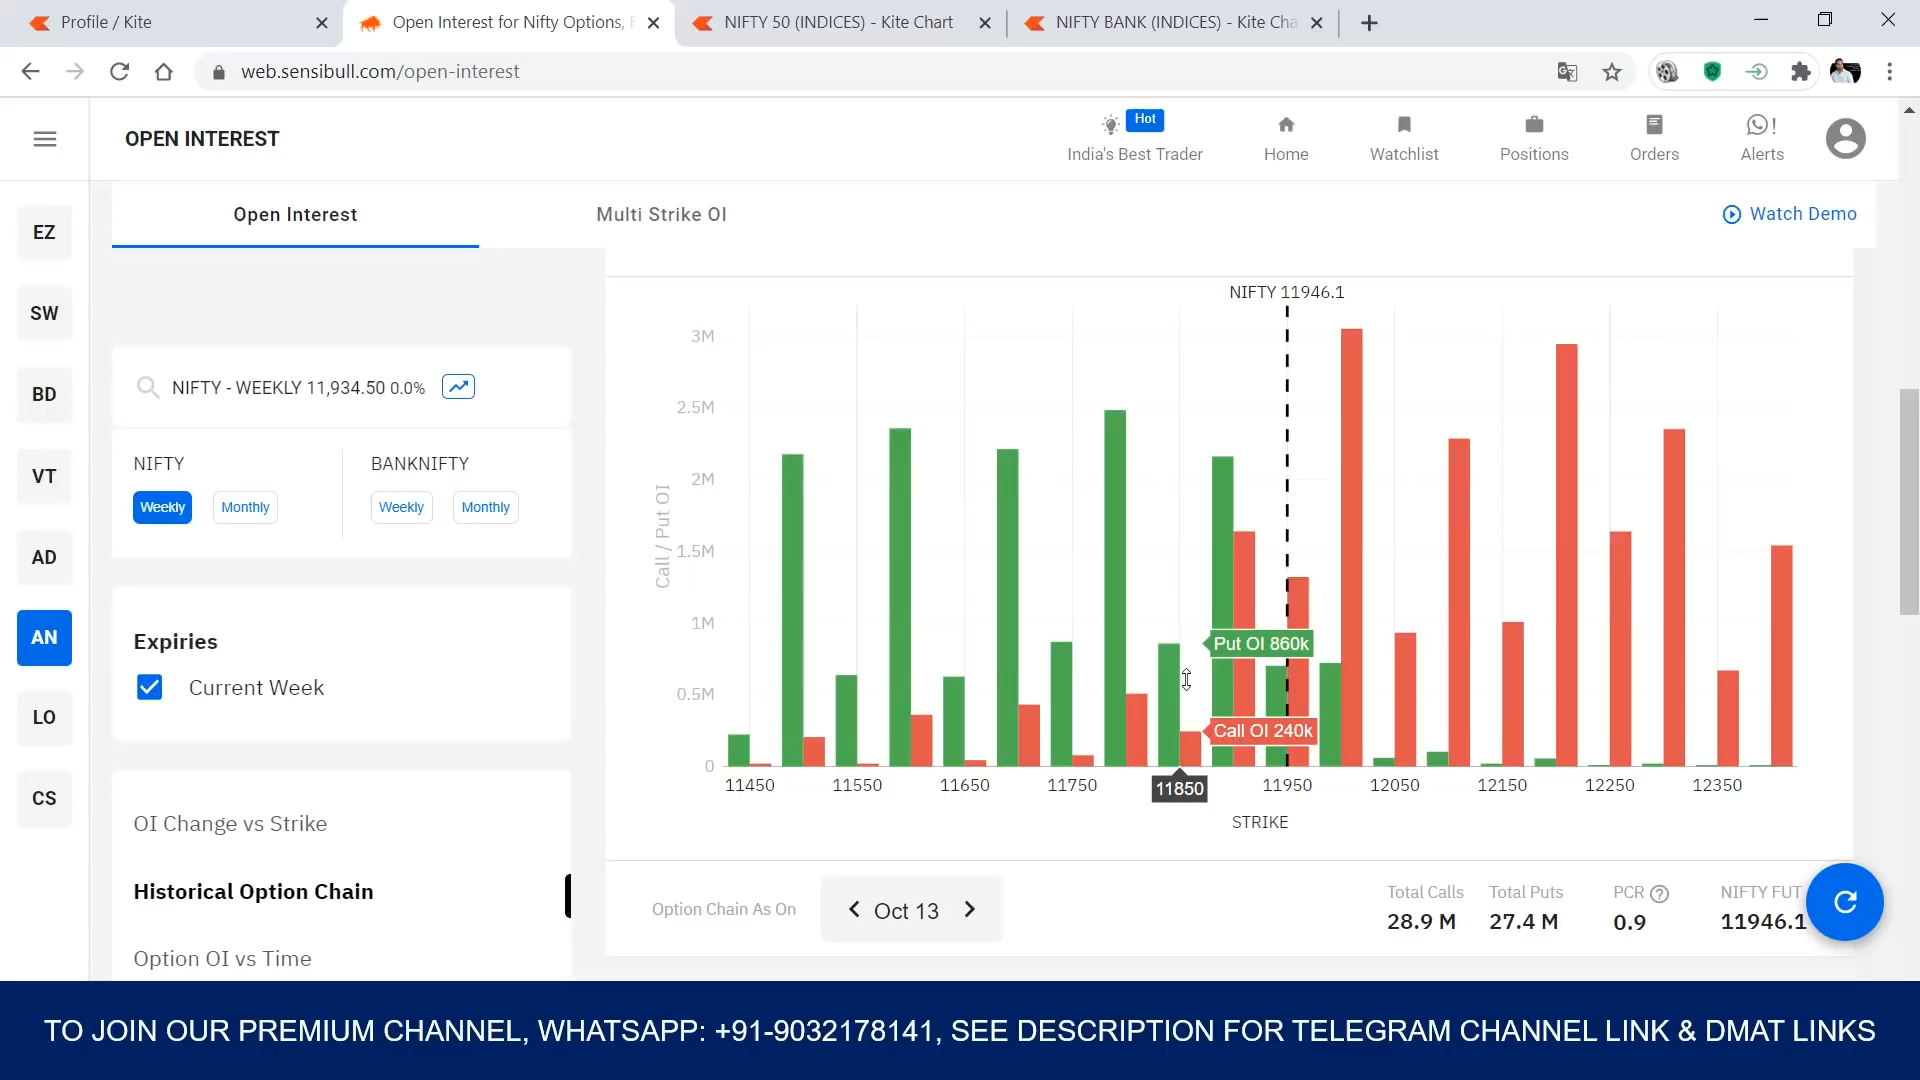 Profile / Kite
Open Interest for Nifty Options,
NIFTY 50 (INDICES) - Kite Chart
NIFTY BANK (INDICES) - Kite Cha
web.sensibull.com/open-interest
OPEN INTEREST
Hot
India's Best Trader
Home
Watchlist
Positions
Orders
Alerts
EZ
SW
BD
VT
AD
AN
LO
CS
Open Interest
Multi Strike OI
Watch Demo
NIFTY - WEEKLY 11,934.50 0.0%
NIFTY
BANKNIFTY
Weekly
Monthly
Weekly
Monthly
Expiries
Current Week
OI Change vs Strike
Historical Option Chain
Option OI vs Time
NIFTY 11946.1
3M
2.5M
2M
1.5M
1M
0.5M
0
Call / Put OI
Put OI 860k
Call OI 240k
11450
11550
11650
11750
11850
11950
12050
12150
12250
12350
STRIKE
Option Chain As On
Oct 13
Total Calls
28.9 M
Total Puts
27.4 M
PCR ?
0.9
NIFTY FUT
11946.1
TO JOIN OUR PREMIUM CHANNEL, WHATSAPP: +91-9032178141, SEE DESCRIPTION FOR TELEGRAM CHANNEL LINK & DMAT LINKS